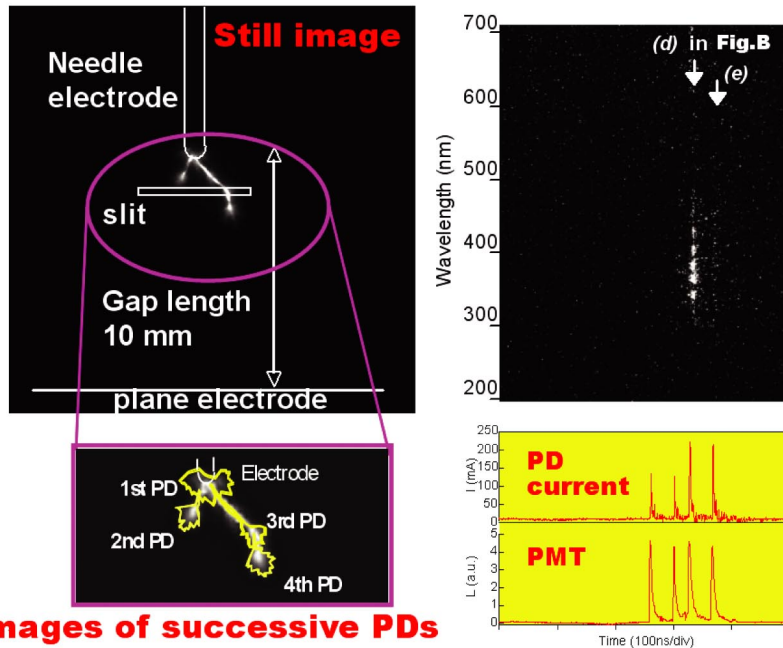 Still image
Needle
electrode
slit
Gap length
10 mm
plane electrode
Electrode
1st PD
2nd PD
3rd PD
4th PD
mages of successive PDs
(d) in Fig.B
(e)
Wavelength (nm)
700
600
500
400
300
200
I (mA)
250
200
150
100
50
0
PD
current
L (a.u.)
5
4
3
2
1
0
PMT
Time (100ns/div)